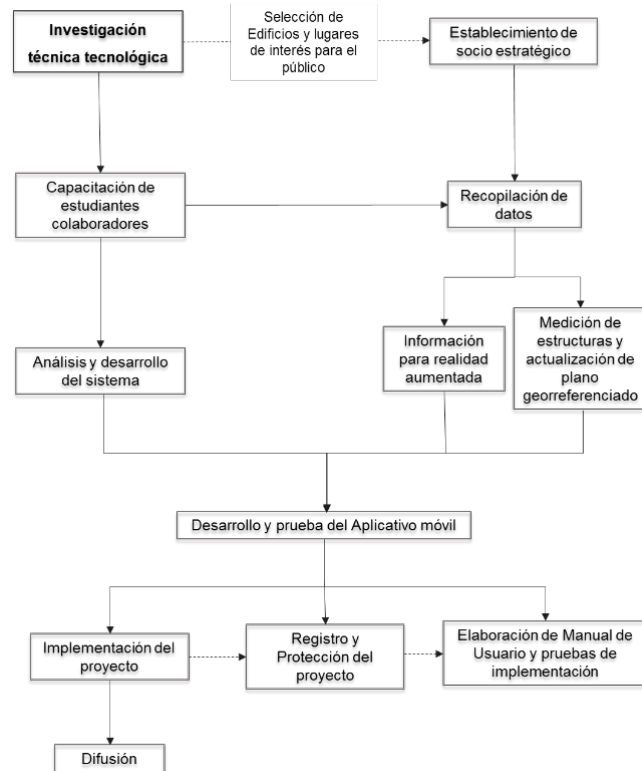 Investigación
técnica tecnológica
Selección de
Edificios y lugares
de interés para el
público
Establecimiento de
socio estratégico
Capacitación de
estudiantes
colaboradores
Recopilación de
datos
Análisis y desarrollo
del sistema
Información
para realidad
aumentada
Medición de
estructuras y
actualización de
plano
georreferenciado
Desarrollo y prueba del Aplicativo móvil
Implementación del
proyecto
Registro y
Protección del
proyecto
Elaboración de Manual de
Usuario y pruebas de
implementación
Difusión